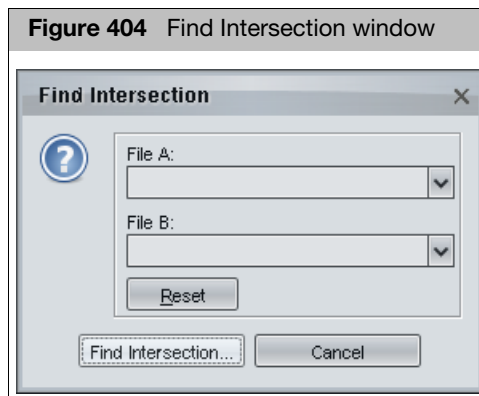 Figure 404 Find Intersection window
Find Intersection
File A:
File B:
Reset
Find Intersection... Cancel